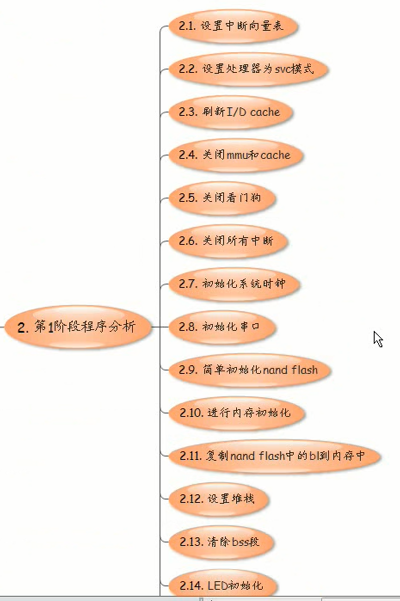 2.1. 设置中断向量表
2.2. 设置处理器为svc模式
2.3. 刷新I/D cache
2.4. 关闭mmu和cache
2.5. 关闭看门狗
2.6. 关闭所有中断
2.7. 初始化系统时钟
2. 第1阶段程序分析
2.8. 初始化串口
2.9. 简单初始化nand flash
2.10. 进行内存初始化
2.11. 复制nand flash中的bl到内存中
2.12. 设置堆栈
2.13. 清除bss段
2.14. LED初始化